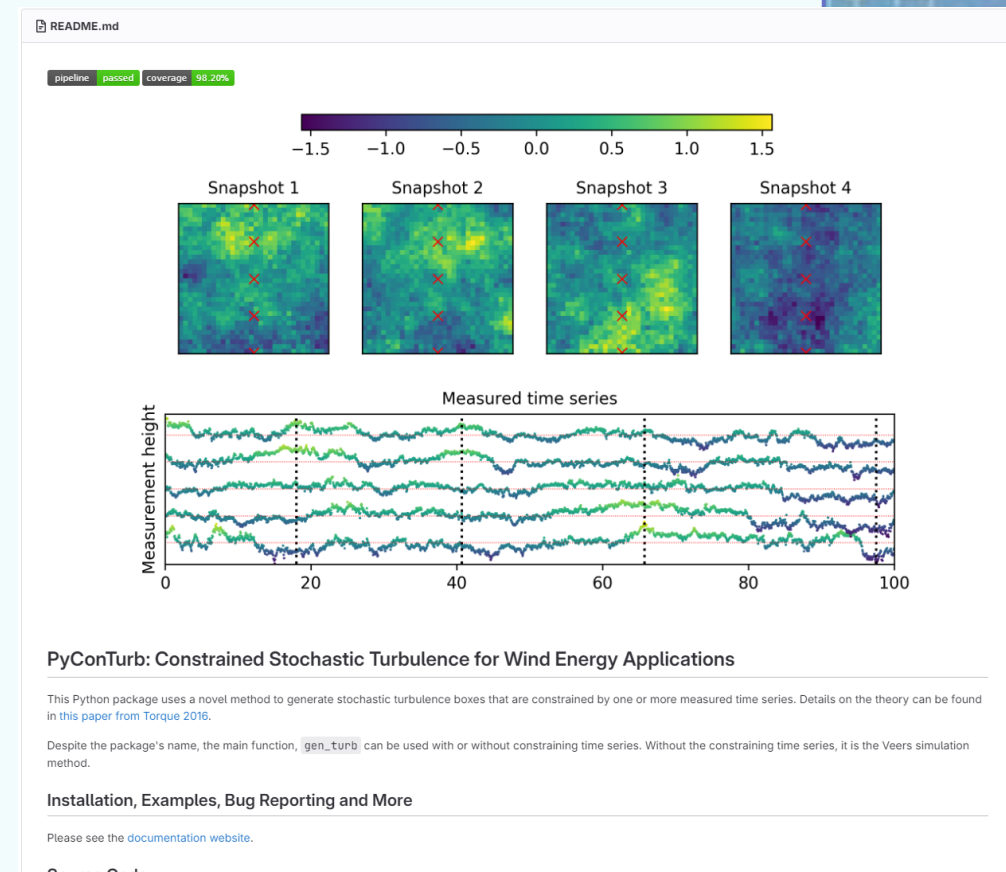 README.md
pipeline passed coverage 98.20%
−1.5 −1.0 −0.5 0.0 0.5 1.0 1.5
Snapshot 1 Snapshot 2 Snapshot 3 Snapshot 4
Measured time series
Measurement height
0 20 40 60 80 100
PyConTurb: Constrained Stochastic Turbulence for Wind Energy Applications
This Python package uses a novel method to generate stochastic turbulence boxes that are constrained by one or more measured time series. Details on the theory can be found
in this paper from Torque 2016.
Despite the package's name, the main function, gen_turb can be used with or without constraining time series. Without the constraining time series, it is the Veers simulation
method.
Installation, Examples, Bug Reporting and More
Please see the documentation website.